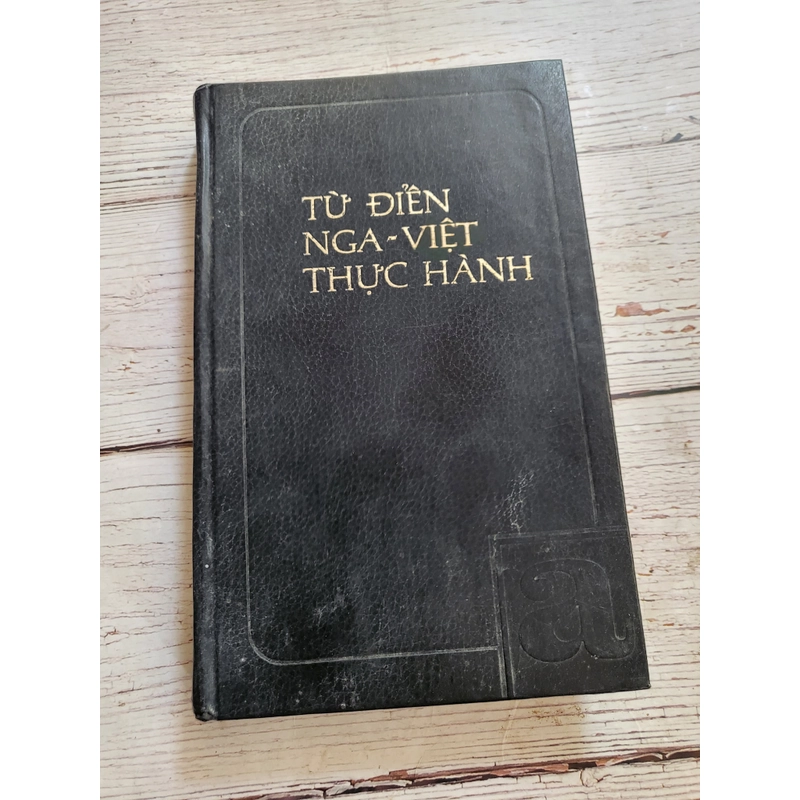 TỪ ĐIỂN
NGA-VIỆT
THỰC HÀNH
a